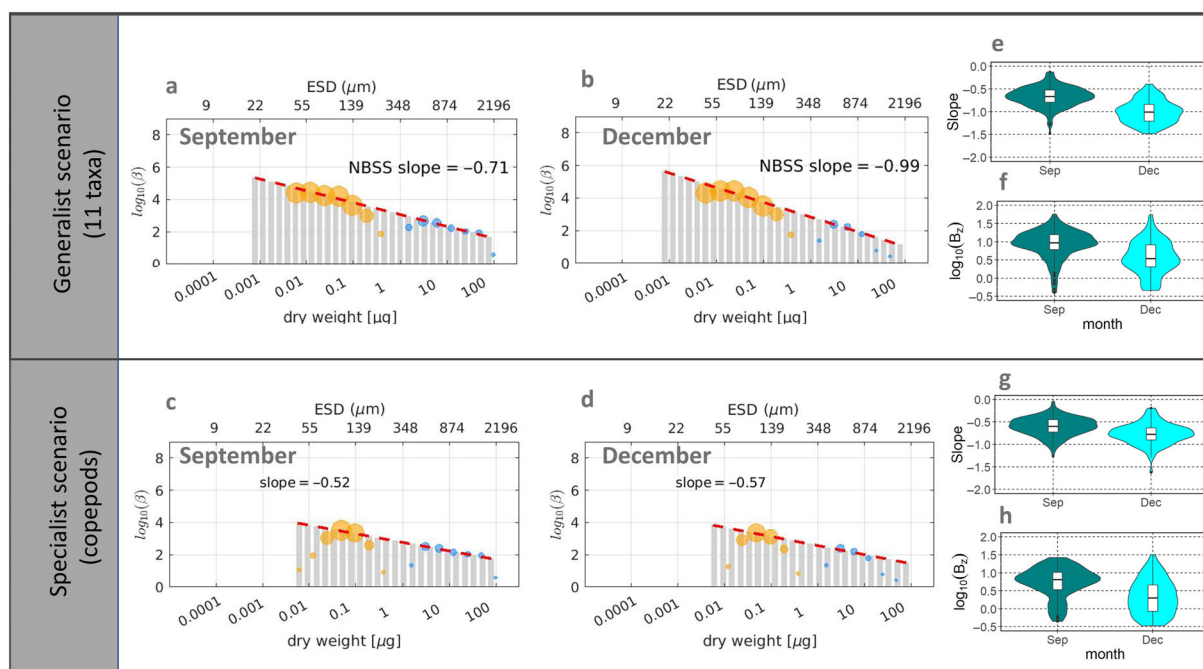 Generalist scenario
(11 taxa)
a
ESD (μm)
9 22 55 139 348 874 2196
September
NBSS slope = −0.71
log10(β)
8
6
4
2
0
0.0001 0.001 0.01 0.1 1 10 100
dry weight [μg]
b
ESD (μm)
9 22 55 139 348 874 2196
December
NBSS slope = −0.99
log10(β)
8
6
4
2
0
0.0001 0.001 0.01 0.1 1 10 100
dry weight [μg]
e
Slope
0.0
−0.5
−1.0
−1.5
−2.0
Sep Dec
f
log10(Bz)
2.0
1.5
1.0
0.5
0.0
−0.5
Sep Dec
month
Specialist scenario
(copepods)
c
ESD (μm)
9 22 55 139 348 874 2196
September
slope = −0.52
log10(β)
8
6
4
2
0
0.0001 0.001 0.01 0.1 1 10 100
dry weight [μg]
d
ESD (μm)
9 22 55 139 348 874 2196
December
slope = −0.57
log10(β)
8
6
4
2
0
0.0001 0.001 0.01 0.1 1 10 100
dry weight [μg]
g
Slope
0.0
−0.5
−1.0
−1.5
−2.0
Sep Dec
h
log10(Bz)
2.0
1.5
1.0
0.5
0.0
−0.5
Sep Dec
month